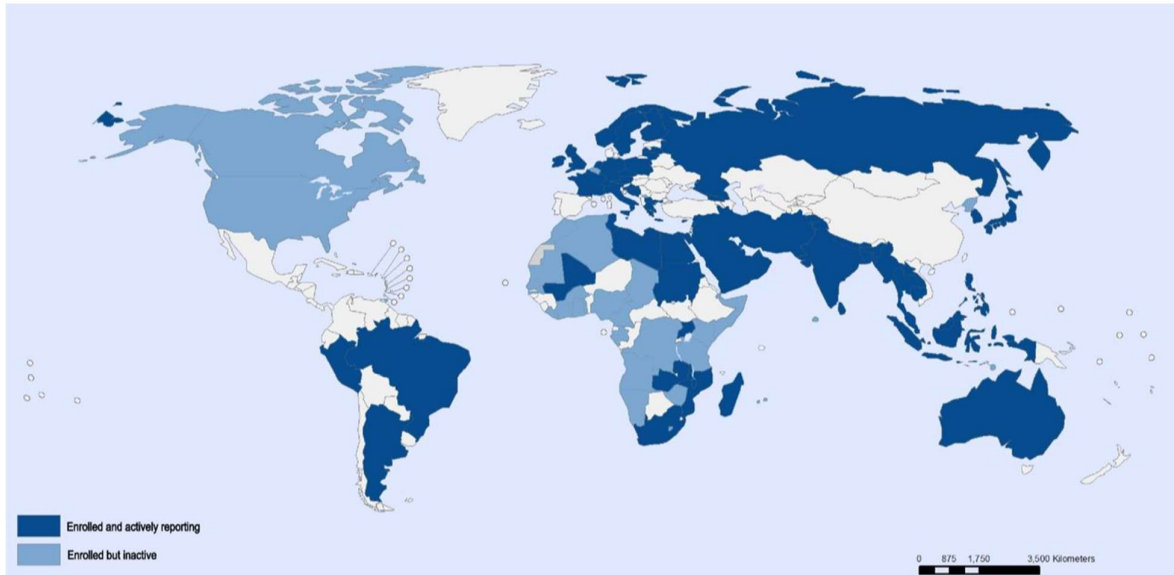 Enrolled and actively reporting
Enrolled but inactive
0 875 1,750 3,500 Kilometers